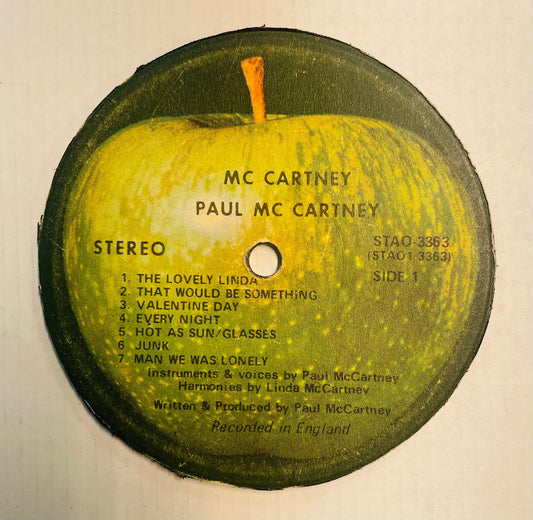 MC CARTNEY
PAUL MC CARTNEY
STEREO
STAO-3363
(STAO1-3363)
SIDE 1
1. THE LOVELY LINDA
2. THAT WOULD BE SOMETHING
3. VALENTINE DAY
4. EVERY NIGHT
5. HOT AS SUN/GLASSES
6 JUNK
7 MAN WE WAS LONELY
Instruments & voices by Paul McCartney
Harmonies by Linda McCartney
Written & Produced by Paul McCartney
Recorded in England